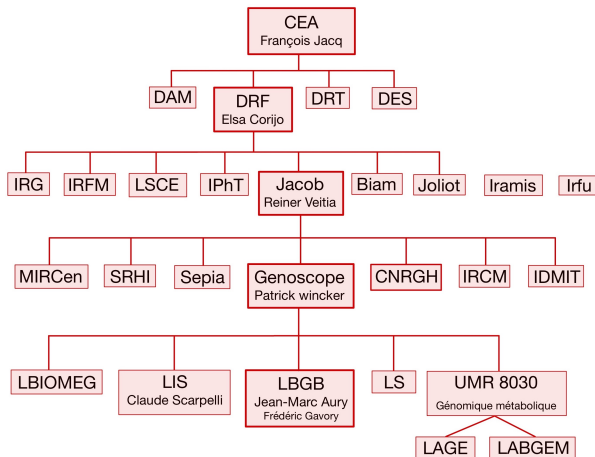 CEA
François Jacq
DAM
DRF
Elsa Corijo
DRT
DES
IRG
IRFM
LSCE
IPhT
Jacob
Reiner Veitia
Biam
Joliot
Iramis
Irfu
MIRCen
SRHI
Sepia
Genoscope
Patrick wincker
CNRGH
IRCM
IDMIT
LBIOMEG
LIS
Claude Scarpelli
LBGB
Jean-Marc Aury
Frédéric Gavory
LS
UMR 8030
Génomique métabolique
LAGE
LABGEM